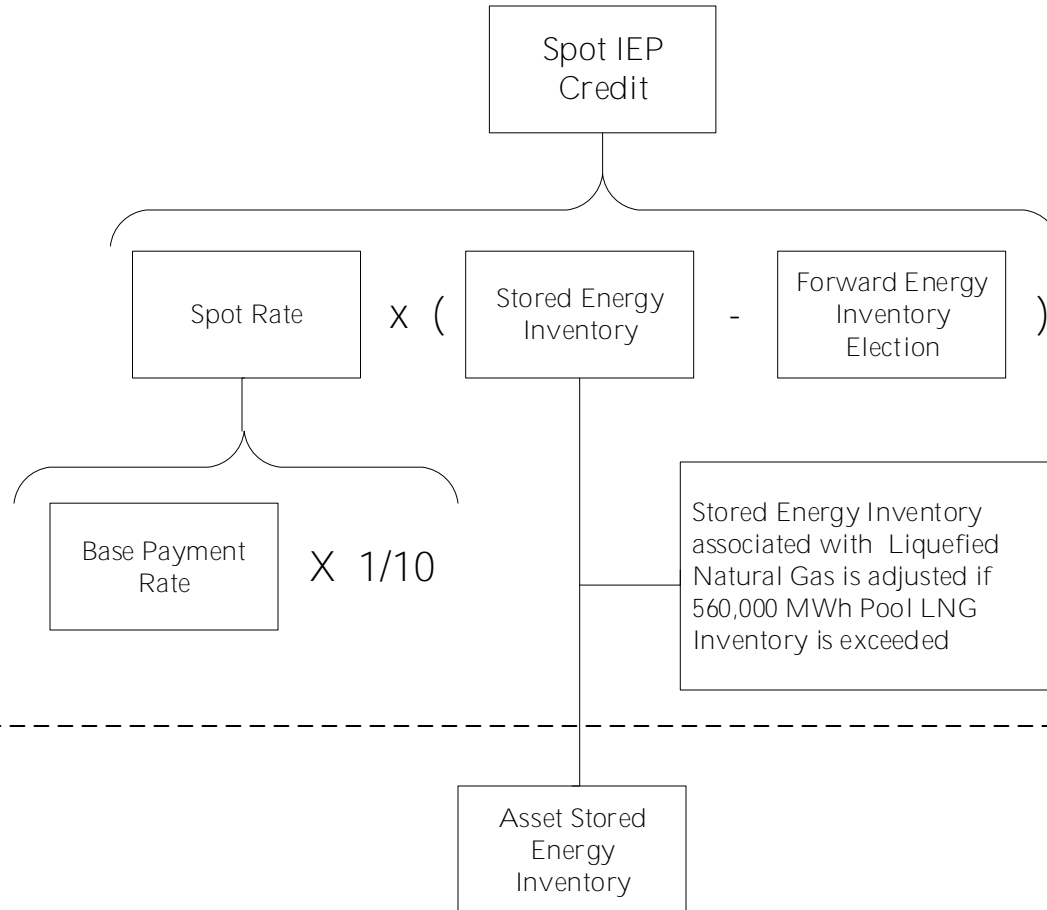 Spot IEP
Credit
Spot Rate
x (
Stored Energy
Inventory
-
Forward Energy
Inventory
Election
)
Base Payment
Rate
X 1/10
Stored Energy Inventory
associated with Liquefied
Natural Gas is adjusted if
560,000 MWh Pool LNG
Inventory is exceeded
Asset Stored
Energy
Inventory